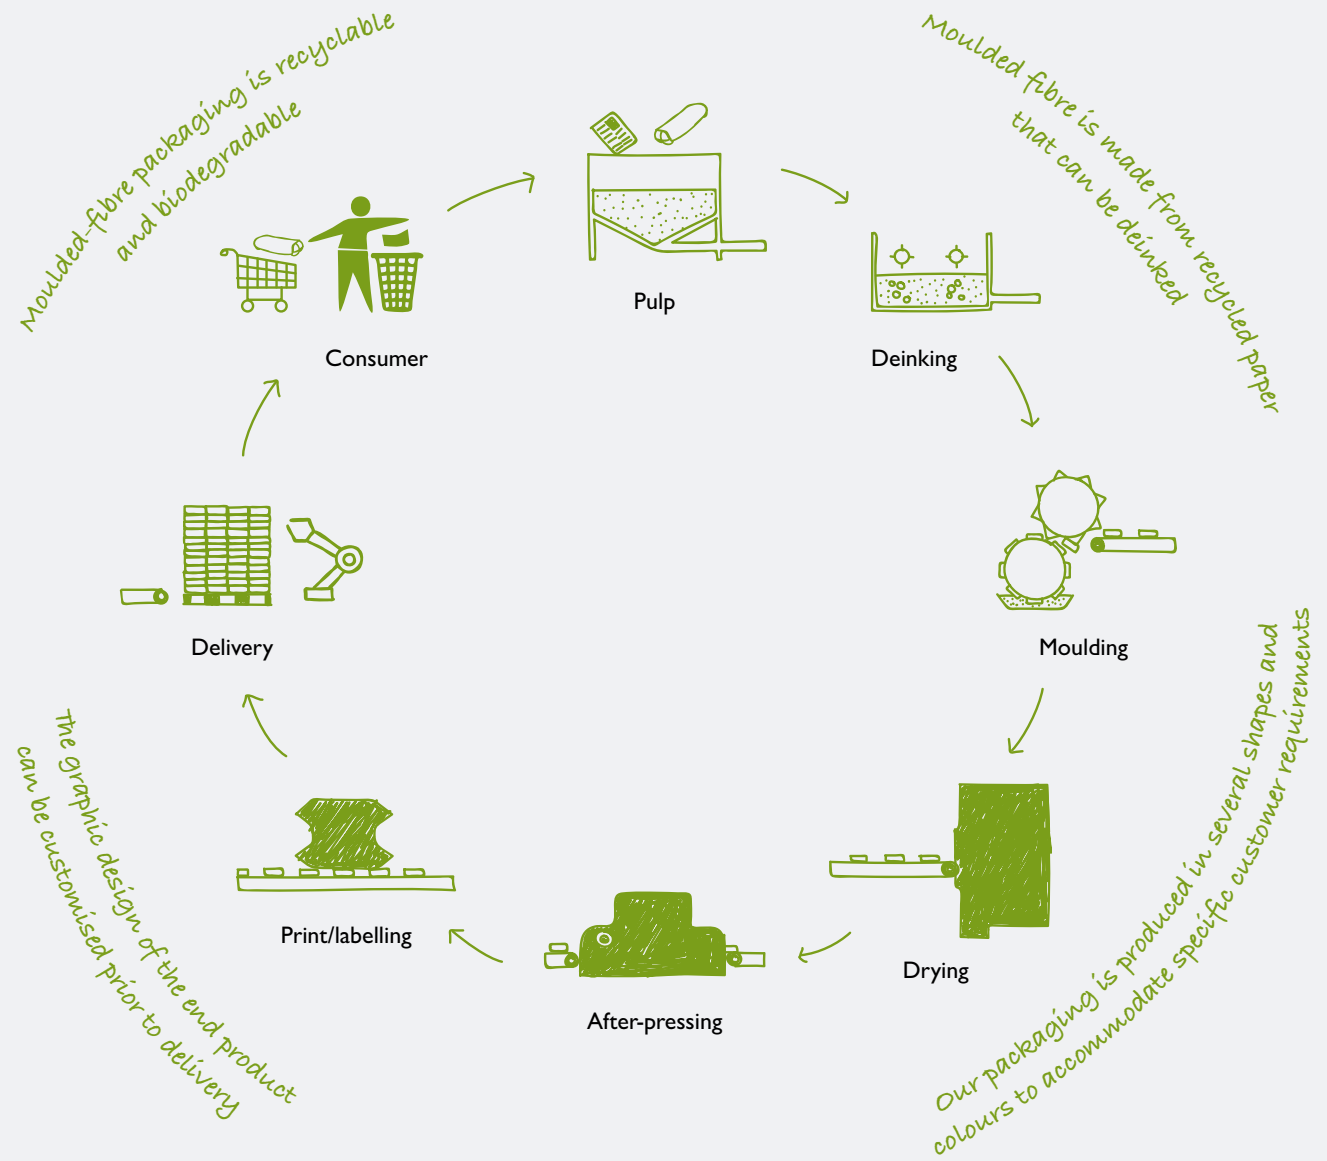 Moulded-fibre packaging is recyclable
and biodegradable
Moulded fibre is made from recycled paper
that can be deinked
Pulp
Consumer
Deinking
Delivery
Moulding
Our packaging is produced in several shapes and
colours to accommodate specific customer requirements
The graphic design of the end product
can be customised prior to delivery
Print/labelling
Drying
After-pressing